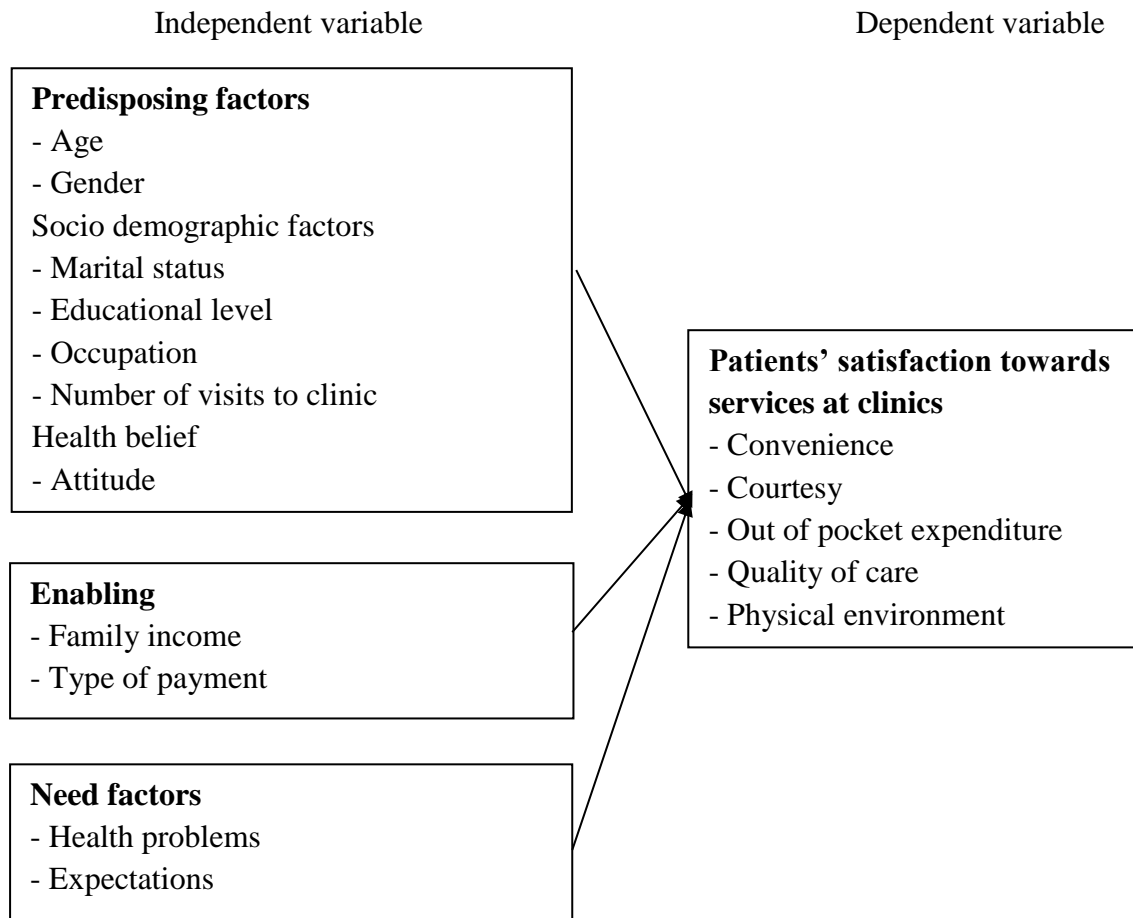 Independent variable
Dependent variable
Predisposing factors
- Age
- Gender
Socio demographic factors
- Marital status
- Educational level
- Occupation
- Number of visits to clinic
Health belief
- Attitude
Enabling
- Family income
- Type of payment
Need factors
- Health problems
- Expectations
Patients’ satisfaction towards
services at clinics
- Convenience
- Courtesy
- Out of pocket expenditure
- Quality of care
- Physical environment